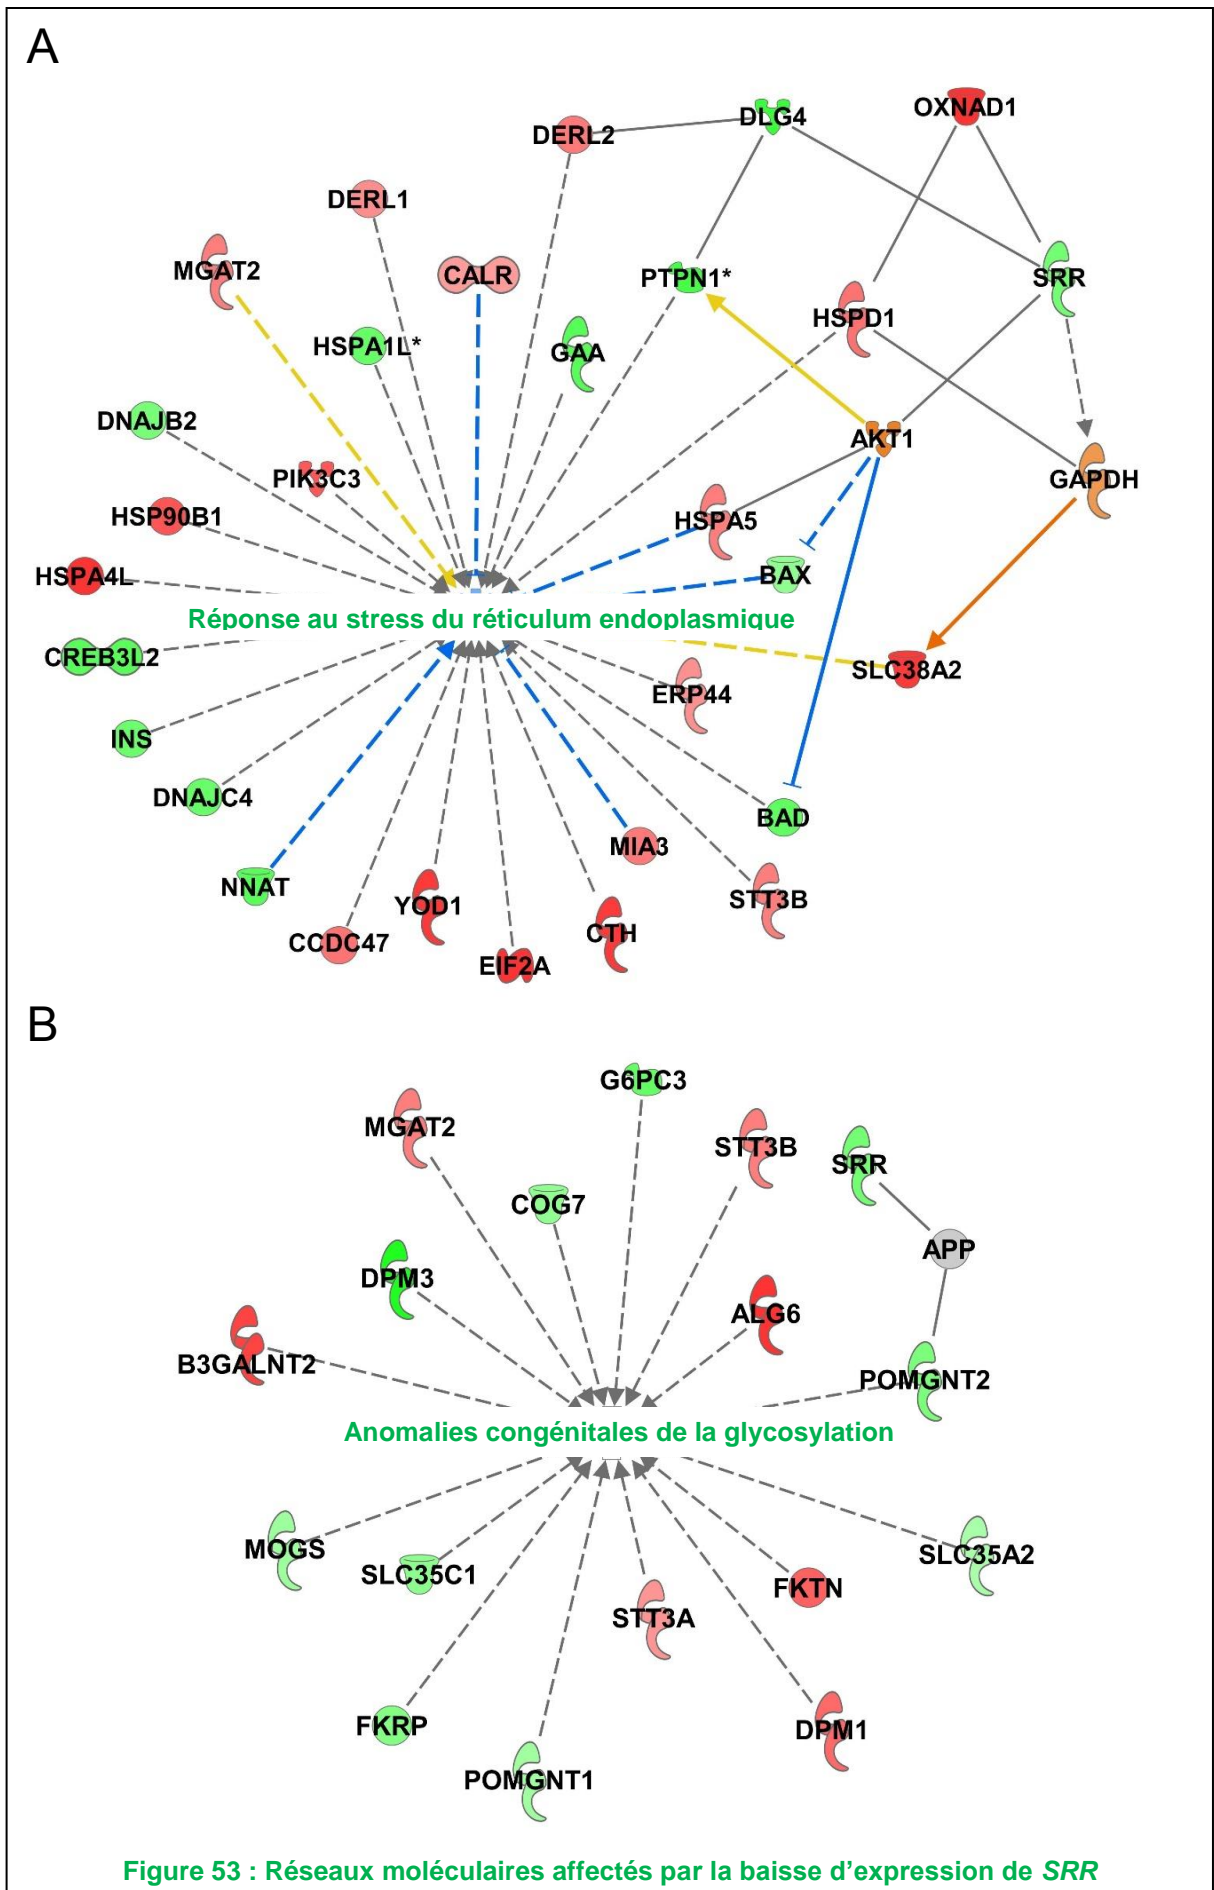 A
OXNAD1
DLG4
DERL2
DERL1
MGAT2
CALR
PTPN1*
SRR
HSPD1
HSPA1L*
GAA
DNAJB2
AKT1
PIK3C3
GAPDH
HSP90B1
HSPA5
HSPA4L
BAX
Réponse au stress du réticulum endoplasmique
CREB3L2
SLC38A2
ERP44
INS
DNAJC4
BAD
MIA3
NNAT
STT3B
YOD1
CCDC47
CTH
EIF2A
B
G6PC3
MGAT2
STT3B
SRR
COG7
APP
DPM3
ALG6
B3GALNT2
POMGNT2
Anomalies congénitales de la glycosylation
MOGS
SLC35A2
SLC35C1
FKTN
STT3A
FKRP
DPM1
POMGNT1
Figure 53 : Réseaux moléculaires affectés par la baisse d’expression de SRR